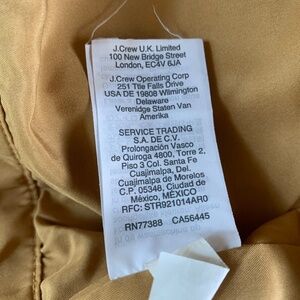 J.Crew U.K. Limited
100 New Bridge Street
London, EC4V 6JA
J.Crew Operating Corp
251 Ttle Falls Drive
USA DE 19808 Wilmington
Delaware
Verenidge Staten Van
Amerika
SERVICE TRADING
S.A. DE C.V.
Prolongación Vasco
de Quiroga 4800, Torre 2,
Piso 3 Col. Santa Fe
Cuajimalpa, Del.
Cuajimalpa de Morelos
C.P. 05348, Ciudad de
México, MÉXICO
RFC: STR921014AR0
RN77388 CA56445